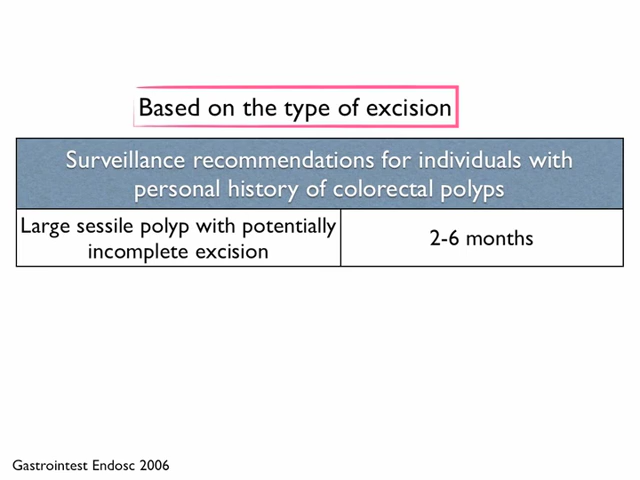 Based on the type of excision
Surveillance recommendations for individuals with
personal history of colorectal polyps
Large sessile polyp with potentially
incomplete excision
2-6 months
Gastrointest Endosc 2006